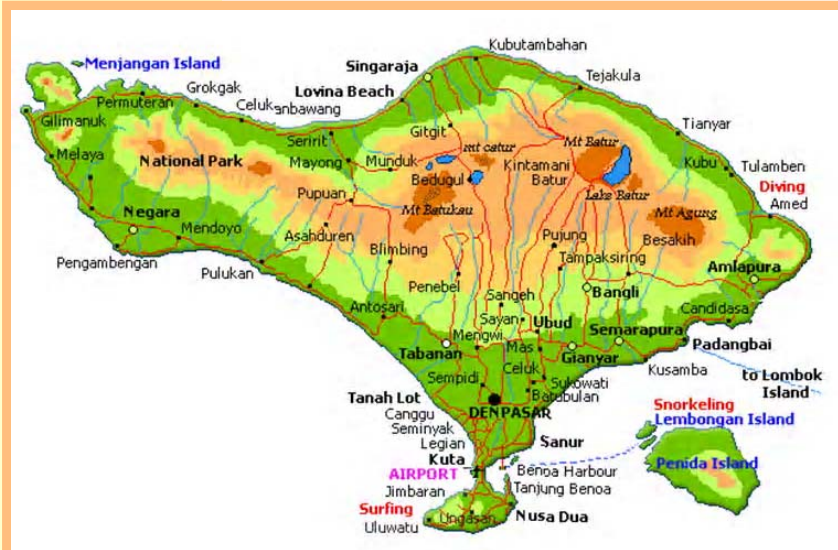 Kubutambahan
Menjangan Island
Singaraja
Tejakula
Lovina Beach
Grokgak
Permuteran
Celuk
anbawang
Gilimanuk
Tianyar
Gitgit
Seririt
mt catur
Mt Batur
Melaya
National Park
Mayong
Munduk
Kintamani
Batur
Kubu
Tulamben
Bedugul
Diving
Pupuan
Lake Batur
Amed
Negara
Mt Batukau
Mt Agung
Mendoyo
Asahduren
Pujung
Besakih
Pengambengan
Blimbing
Tampaksiring
Pulukan
Amlapura
Penebel
Bangli
Sangeh
Antosari
Candidasa
Sayan
Ubud
Semarapura
Mengwi
Padangbai
Tabanan
Mas
Gianyar
Celuk
Kusamba
Sempidi
Sukowati
to Lombok
Island
Batubulan
Tanah Lot
DENPASAR
Snorkeling
Canggu
Lembongan Island
Seminyak
Legian
Sanur
Kuta
Penida Island
AIRPORT
Benoa Harbour
Jimbaran
Tanjung Benoa
Surfing
Ungasan
Nusa Dua
Uluwatu